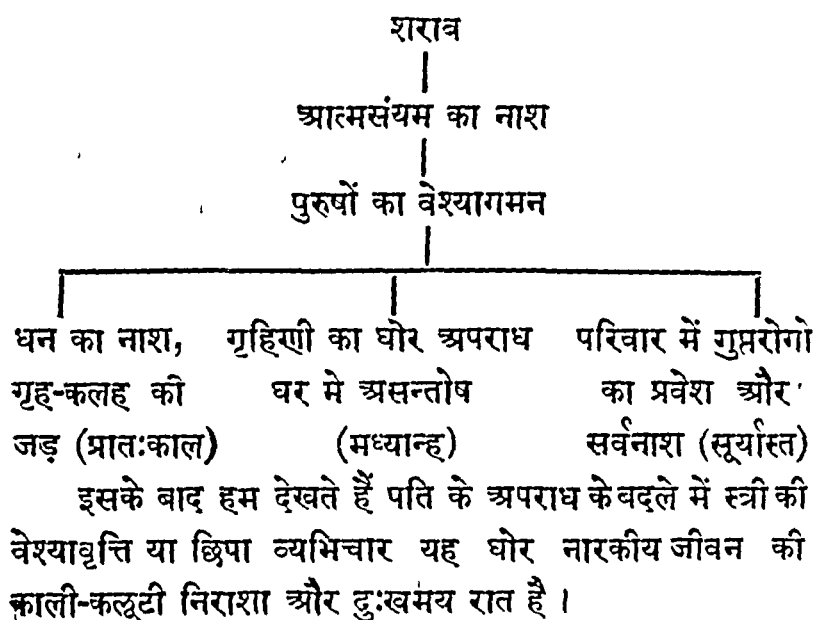 शराब
आत्मसंयम का नाश
पुरुषों का वेश्यागमन
धन का नाश,
गृह-कलह की
जड़ (प्रातःकाल)
गृहिणी का घोर अपराध
घर मे असन्तोष
(मध्यान्ह)
परिवार में गुप्तरोगो
का प्रवेश और
सर्वनाश (सूर्यास्त)
इसके बाद हम देखते हैं पति के अपराध के बदले में स्त्री की
वेश्यावृत्ति या छिपा व्यभिचार यह घोर नारकीय जीवन की
काली-कलूटी निराशा और दुःखमय रात है ।